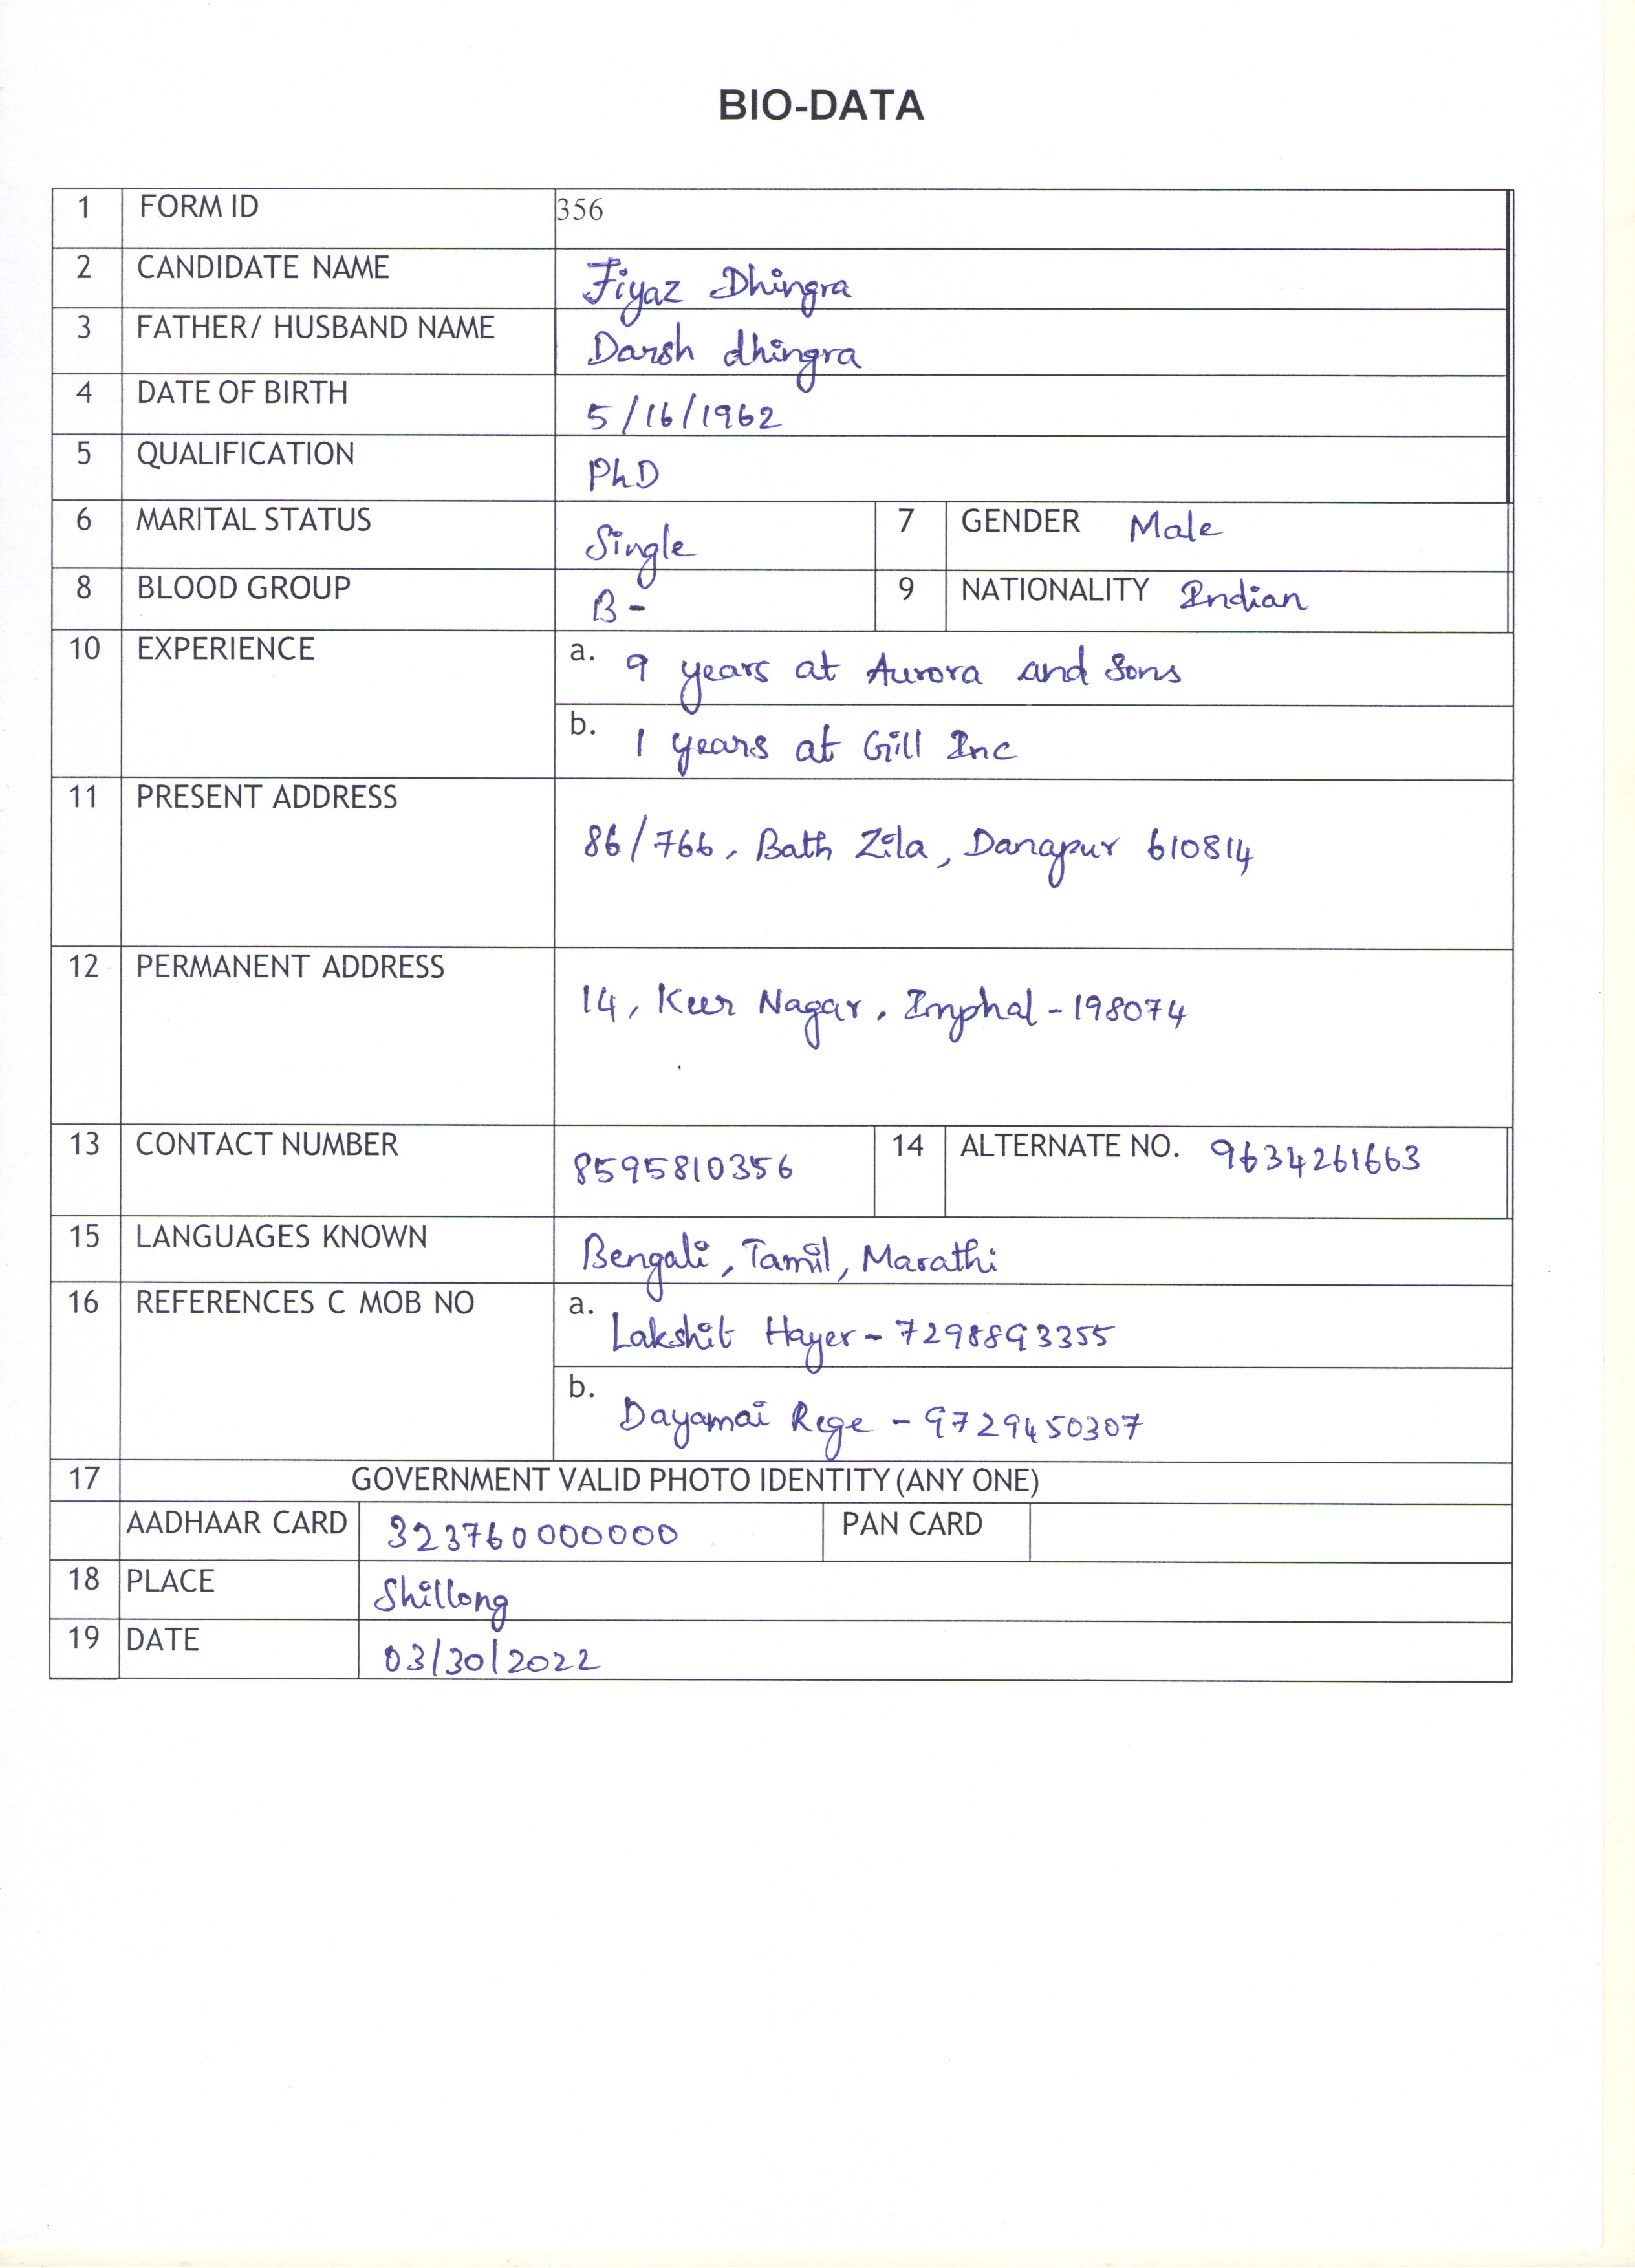 BIO-DATA
1 FORM ID 356
2 CANDIDATE NAME Fiyaz Dhingra
3 FATHER/ HUSBAND NAME Darsh dhingra
4 DATE OF BIRTH 5/16/1962
5 QUALIFICATION PhD
6 MARITAL STATUS Single 7 GENDER Male
8 BLOOD GROUP B- 9 NATIONALITY Indian
10 EXPERIENCE a. 9 years at Aurora and Sons
b. 1 years at Gill Inc
11 PRESENT ADDRESS 86/766, Bath Zila, Danapur 610814
12 PERMANENT ADDRESS 14, Keer Nagar, Imphal-198074
13 CONTACT NUMBER 8595810356 14 ALTERNATE NO. 9634261663
15 LANGUAGES KNOWN Bengali, Tamil, Marathi
16 REFERENCES C MOB NO a. Lakshit Hayer-7298893355
b. Dayamai Rege-9729450307
17 GOVERNMENT VALID PHOTO IDENTITY (ANY ONE)
AADHAAR CARD 323760000000 PAN CARD
18 PLACE Shillong
19 DATE 03/30/2022